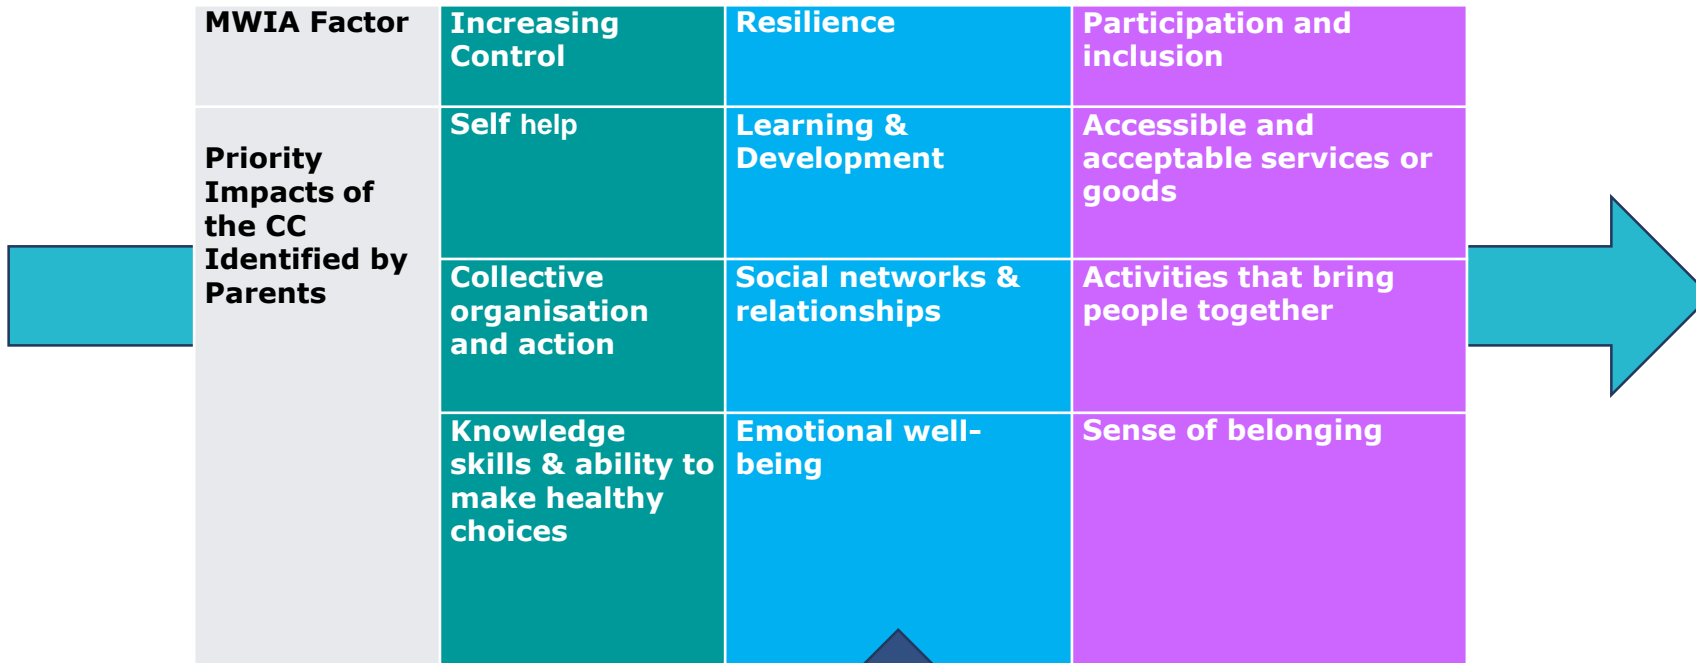 MWIA Factor
Increasing
Control
Resilience
Participation and
inclusion
Priority
Impacts of
the CC
Identified by
Parents
Self help
Learning &
Development
Accessible and
acceptable services or
goods
Collective
organisation
and action
Social networks &
relationships
Activities that bring
people together
Knowledge
skills & ability to
make healthy
choices
Emotional well-
being
Sense of belonging